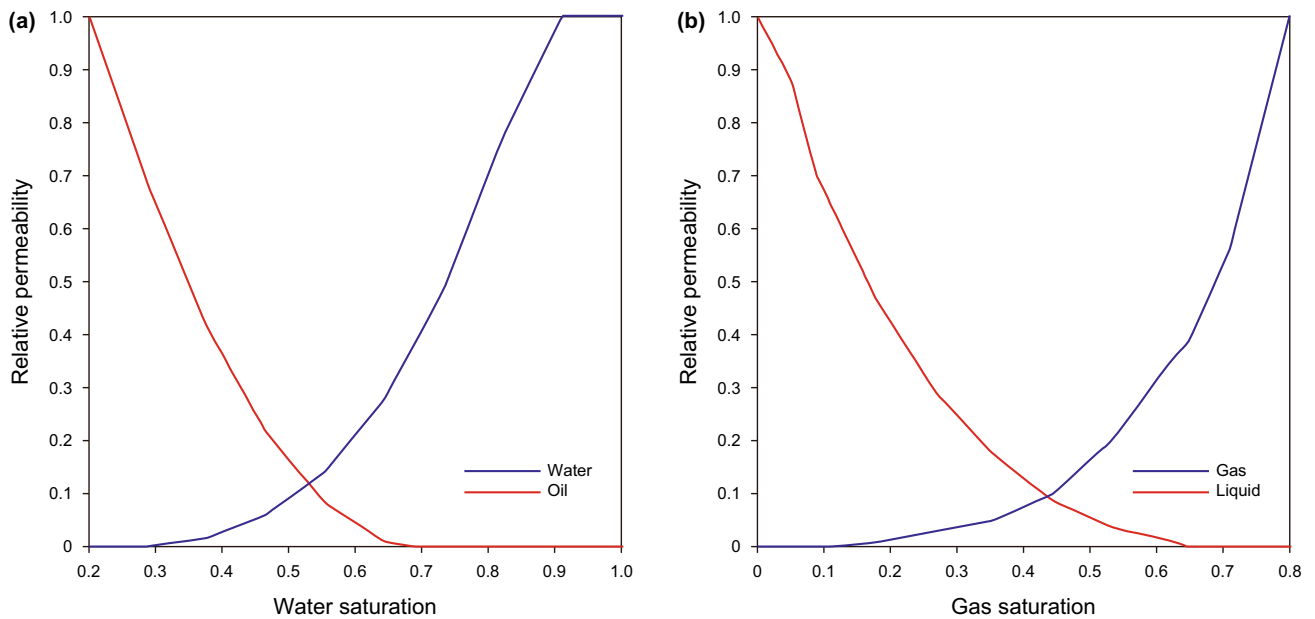 (a)
Relative permeability
1.0
0.9
0.8
0.7
0.6
0.5
0.4
0.3
0.2
0.1
0
Water
Oil
0.2 0.3 0.4 0.5 0.6 0.7 0.8 0.9 1.0
Water saturation
(b)
Relative permeability
1.0
0.9
0.8
0.7
0.6
0.5
0.4
0.3
0.2
0.1
0
Gas
Liquid
0 0.1 0.2 0.3 0.4 0.5 0.6 0.7 0.8
Gas saturation